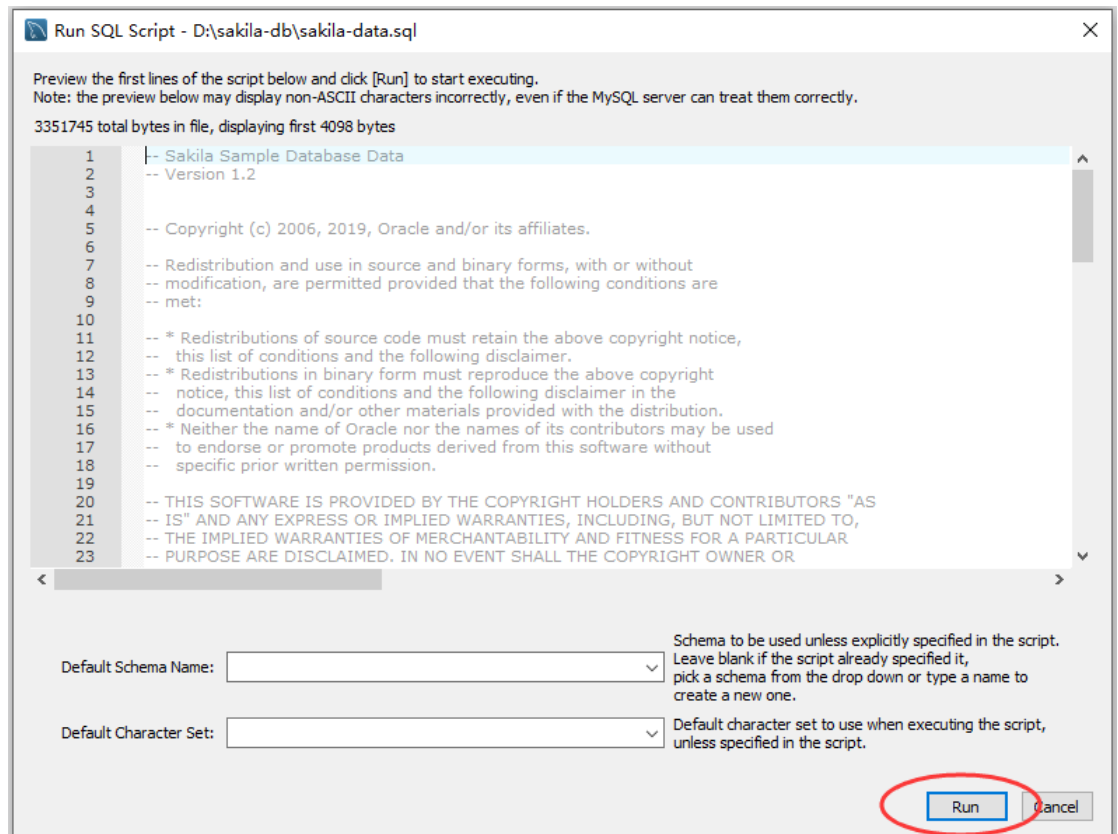 Run SQL Script - D:\sakila-db\sakila-data.sql
Preview the first lines of the script below and click [Run] to start executing.
Note: the preview below may display non-ASCII characters incorrectly, even if the MySQL server can treat them correctly.
3351745 total bytes in file, displaying first 4098 bytes
1 -- Sakila Sample Database Data
2 -- Version 1.2
3
4
5 -- Copyright (c) 2006, 2019, Oracle and/or its affiliates.
6
7 -- Redistribution and use in source and binary forms, with or without
8 -- modification, are permitted provided that the following conditions are
9 -- met:
10
11 -- * Redistributions of source code must retain the above copyright notice,
12 -- this list of conditions and the following disclaimer.
13 -- * Redistributions in binary form must reproduce the above copyright
14 -- notice, this list of conditions and the following disclaimer in the
15 -- documentation and/or other materials provided with the distribution.
16 -- * Neither the name of Oracle nor the names of its contributors may be used
17 -- to endorse or promote products derived from this software without
18 -- specific prior written permission.
19
20 -- THIS SOFTWARE IS PROVIDED BY THE COPYRIGHT HOLDERS AND CONTRIBUTORS "AS
21 -- IS" AND ANY EXPRESS OR IMPLIED WARRANTIES, INCLUDING, BUT NOT LIMITED TO,
22 -- THE IMPLIED WARRANTIES OF MERCHANTABILITY AND FITNESS FOR A PARTICULAR
23 -- PURPOSE ARE DISCLAIMED. IN NO EVENT SHALL THE COPYRIGHT OWNER OR
Default Schema Name:
Schema to be used unless explicitly specified in the script.
Leave blank if the script already specified it,
pick a schema from the drop down or type a name to
create a new one.
Default Character Set:
Default character set to use when executing the script,
unless specified in the script.
Run
Cancel